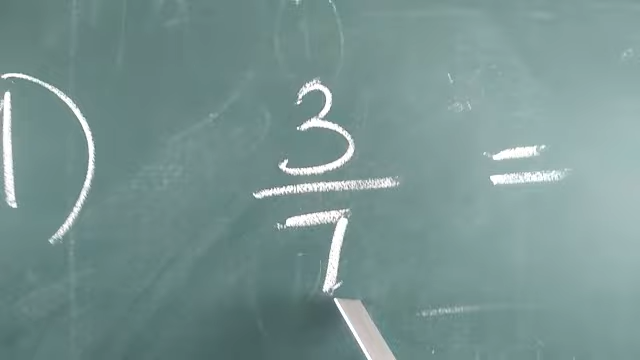 1) 3/7 =